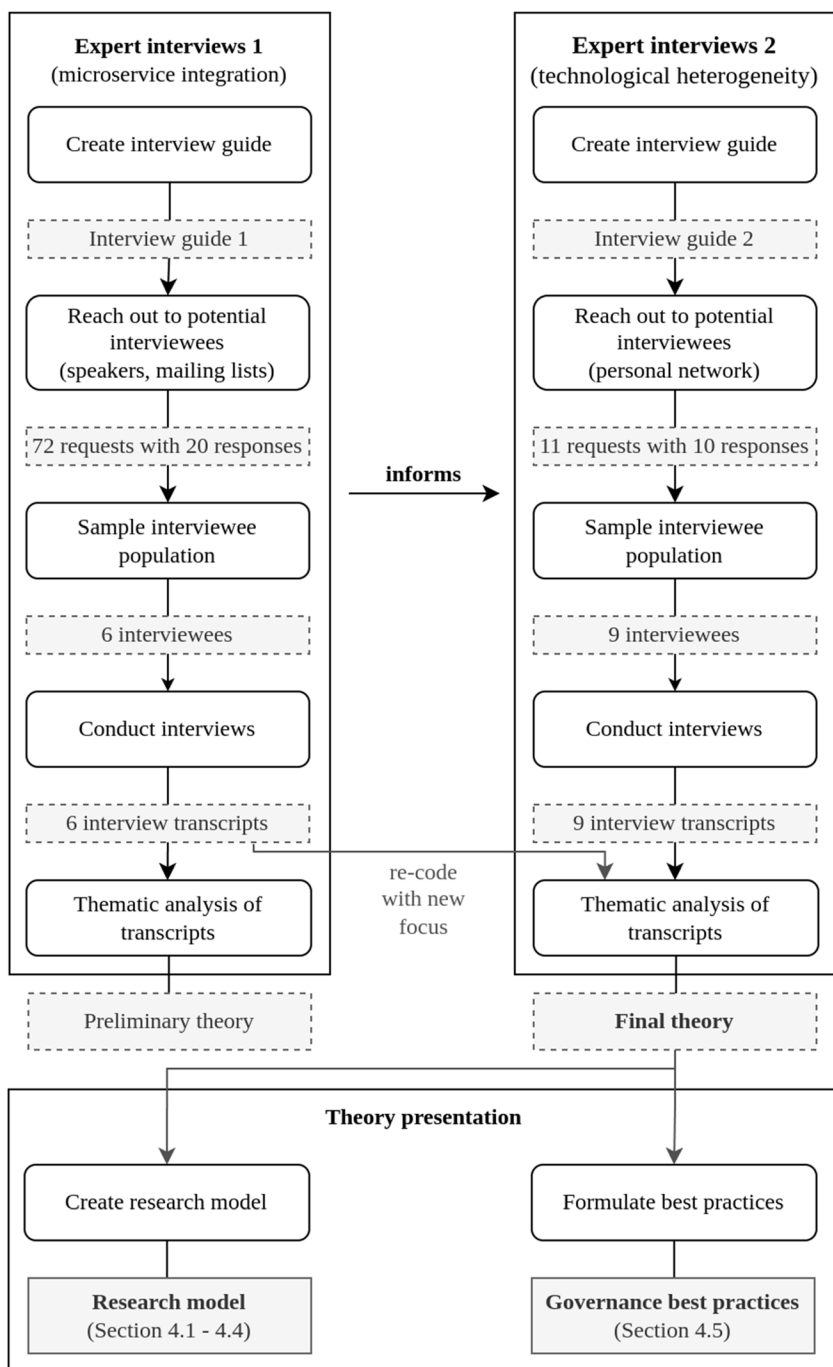 Expert interviews 1
(microservice integration)
Create interview guide
Interview guide 1
Reach out to potential
interviewees
(speakers, mailing lists)
72 requests with 20 responses
Sample interviewee
population
6 interviewees
Conduct interviews
6 interview transcripts
Thematic analysis of
transcripts
Preliminary theory
informs
re-code
with new
focus
Expert interviews 2
(technological heterogeneity)
Create interview guide
Interview guide 2
Reach out to potential
interviewees
(personal network)
11 requests with 10 responses
Sample interviewee
population
9 interviewees
Conduct interviews
9 interview transcripts
Thematic analysis of
transcripts
Final theory
Theory presentation
Create research model
Research model
(Section 4.1 - 4.4)
Formulate best practices
Governance best practices
(Section 4.5)